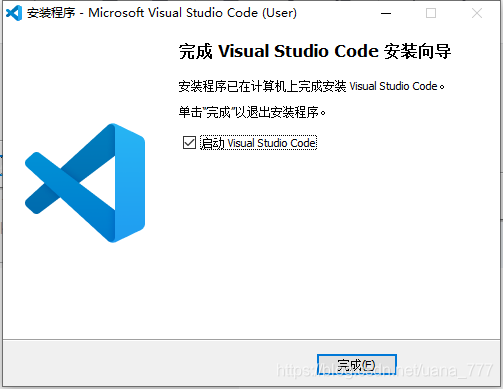 安装程序 - Microsoft Visual Studio Code (User)
完成 Visual Studio Code 安装向导
安装程序已在计算机上完成安装 Visual Studio Code。
单击"完成"以退出安装程序。
启动 Visual Studio Code
完成(F)
https://blog.csdn.net/uana_777